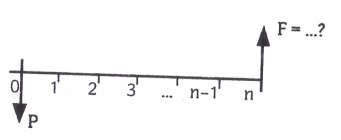 F = ...?
0 1 2 3 ... n-1 n
P